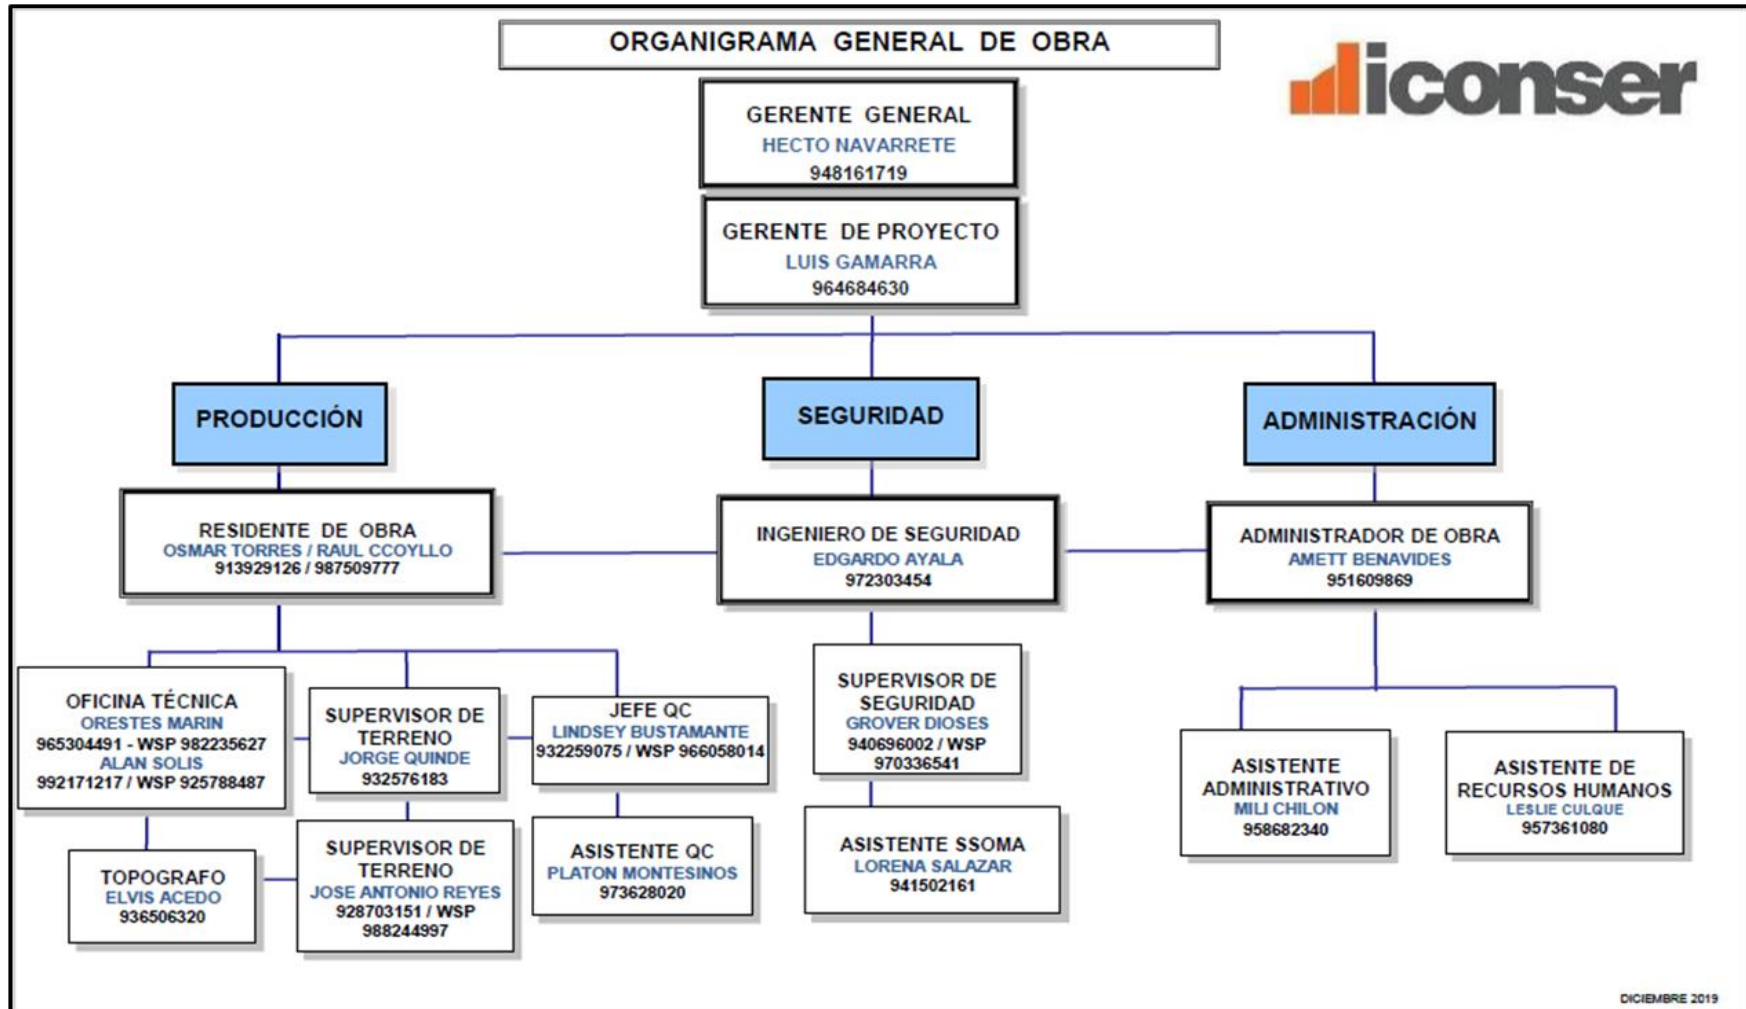 ORGANIGRAMA GENERAL DE OBRA
iconser
GERENTE GENERAL
HECTO NAVARRETE
948161719
GERENTE DE PROYECTO
LUIS GAMARRA
964684630
PRODUCCIÓN
SEGURIDAD
ADMINISTRACIÓN
RESIDENTE DE OBRA
OSMAR TORRES / RAUL CCOYLLO
913929126 / 987509777
INGENIERO DE SEGURIDAD
EDGARDO AYALA
972303454
ADMINISTRADOR DE OBRA
AMETT BENAVIDES
951609869
OFICINA TÉCNICA
ORESTES MARIN
965304491 - WSP 982235627
ALAN SOLIS
992171217 / WSP 925788487
SUPERVISOR DE
TERRENO
JORGE QUINDE
932576183
JEFE QC
LINDSEY BUSTAMANTE
932259075 / WSP 966058014
SUPERVISOR DE
SEGURIDAD
GROVER DIOSES
940696002 / WSP
970336541
ASISTENTE
ADMINISTRATIVO
MILI CHILON
958682340
ASISTENTE DE
RECURSOS HUMANOS
LESLIE CULQUE
957361080
TOPOGRAFO
ELVIS ACEDO
936506320
SUPERVISOR DE
TERRENO
JOSE ANTONIO REYES
928703151 / WSP
988244997
ASISTENTE QC
PLATON MONTESINOS
973628020
ASISTENTE SSOMA
LORENA SALAZAR
941502161
DICIEMBRE 2019